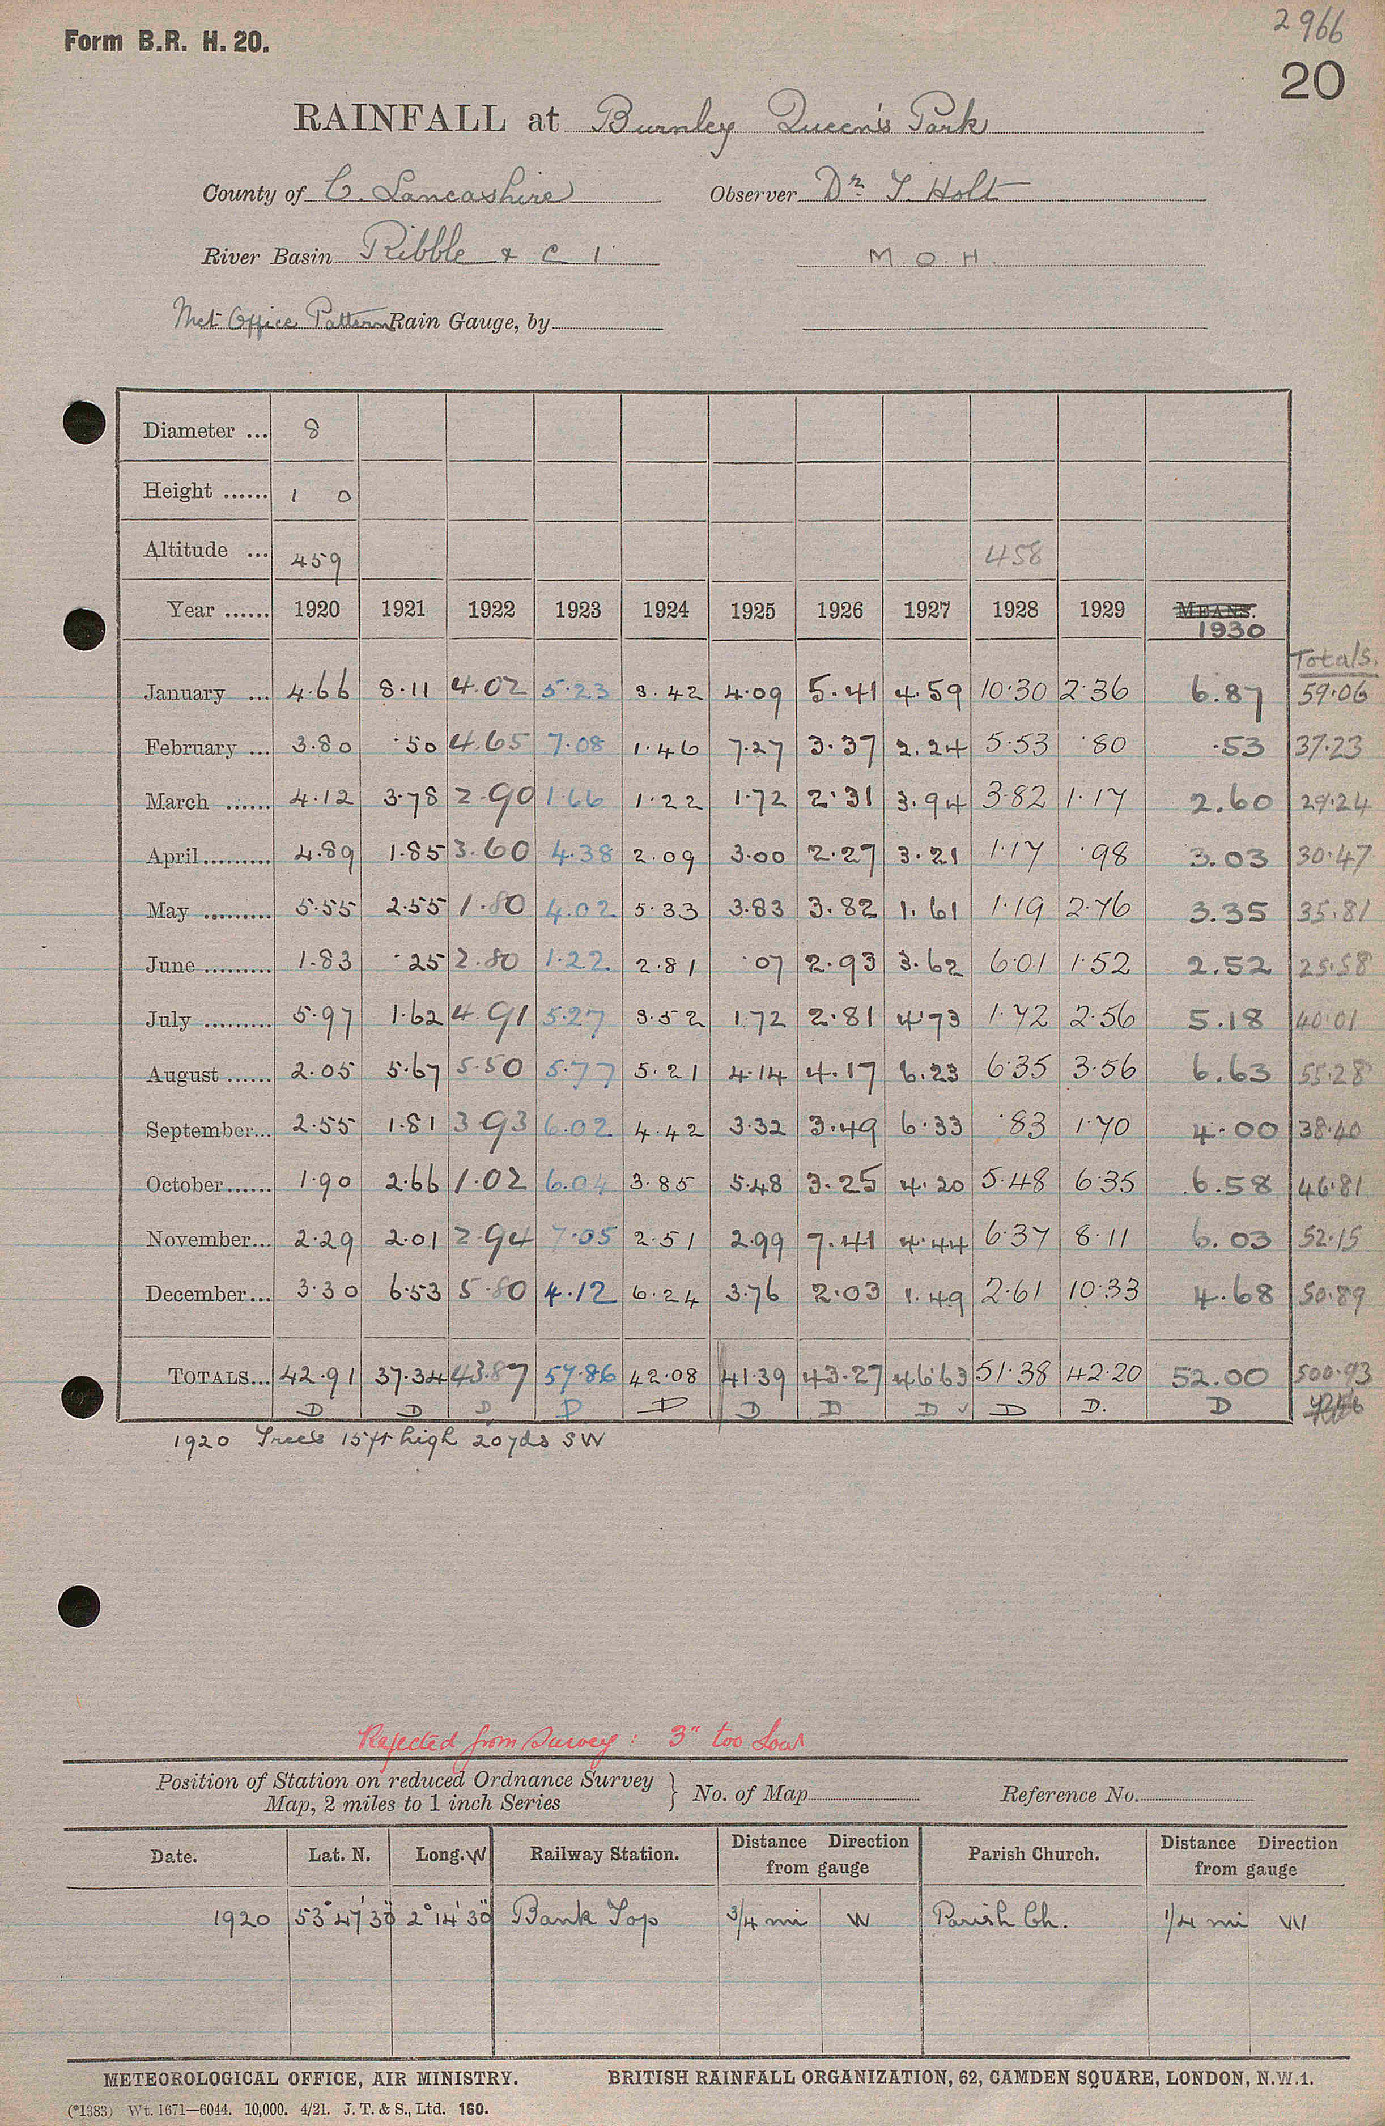 2966
Form B.R. H. 20.
20
RAINFALL at Burnley Queen's Park
County of C. Lancashire Observer Dr. T. Holt
River Basin Ribble & C 1 M O H.
Met Office Pattern Rain Gauge, by
Diameter ... 8
Height ...... 1 0
Altitude ... 459 458
Year ...... 1920 1921 1922 1923 1924 1925 1926 1927 1928 1929 MEANS.
1930
Totals.
January ... 4.66 8.11 4.02 5.23 3.42 4.09 5.41 4.59 10.30 2.36 6.87 59.06
February ... 3.80 .50 4.65 7.08 1.46 7.27 3.37 2.24 5.53 .80 .53 37.23
March ...... 4.12 3.78 2.90 1.66 1.22 1.72 2.31 3.94 3.82 1.17 2.60 29.24
April ......... 4.89 1.85 3.60 4.38 2.09 3.00 2.27 3.21 1.17 .98 3.03 30.47
May ......... 5.55 2.55 1.80 4.02 5.33 3.83 3.82 1.61 1.19 2.76 3.35 35.81
June ......... 1.83 .25 2.80 1.22 2.81 .07 2.93 3.62 6.01 1.52 2.52 25.58
July ......... 5.97 1.62 4.91 5.27 3.52 1.72 2.81 4.73 1.72 2.56 5.18 40.01
August ...... 2.05 5.67 5.50 5.77 5.21 4.14 4.17 6.23 6.35 3.56 6.63 55.28
September... 2.55 1.81 3.93 6.02 4.42 3.32 3.49 6.33 .83 1.70 4.00 38.40
October...... 1.90 2.66 1.02 6.04 3.85 5.48 3.25 4.20 5.48 6.35 6.58 46.81
November... 2.29 2.01 2.94 7.05 2.51 2.99 7.41 4.44 6.37 8.11 6.03 52.15
December... 3.30 6.53 5.80 4.12 6.24 3.76 2.03 1.49 2.61 10.33 4.68 50.89
TOTALS... 42.91 37.34 43.87 57.86 42.08 41.39 43.27 46.63 51.38 42.20 52.00 500.93
D D D D D D D D ✓ D D. D
1920 Trees 15ft high 20yds SW
Rejected from Survey : 3" too low
Position of Station on reduced Ordnance Survey
Map, 2 miles to 1 inch Series } No. of Map Reference No.
Date. Lat. N. Long. W Railway Station. Distance Direction from gauge Parish Church. Distance Direction from gauge
1920 53° 47' 30" 2° 14' 30" Bank Top 3/4 mi W Parish Ch. 1/4 mi W
METEOROLOGICAL OFFICE, AIR MINISTRY. BRITISH RAINFALL ORGANIZATION, 62, CAMDEN SQUARE, LONDON, N.W.1.
(*1383) Wt. 1671—6044. 10,000. 4/21. J. T. & S., Ltd. 160.